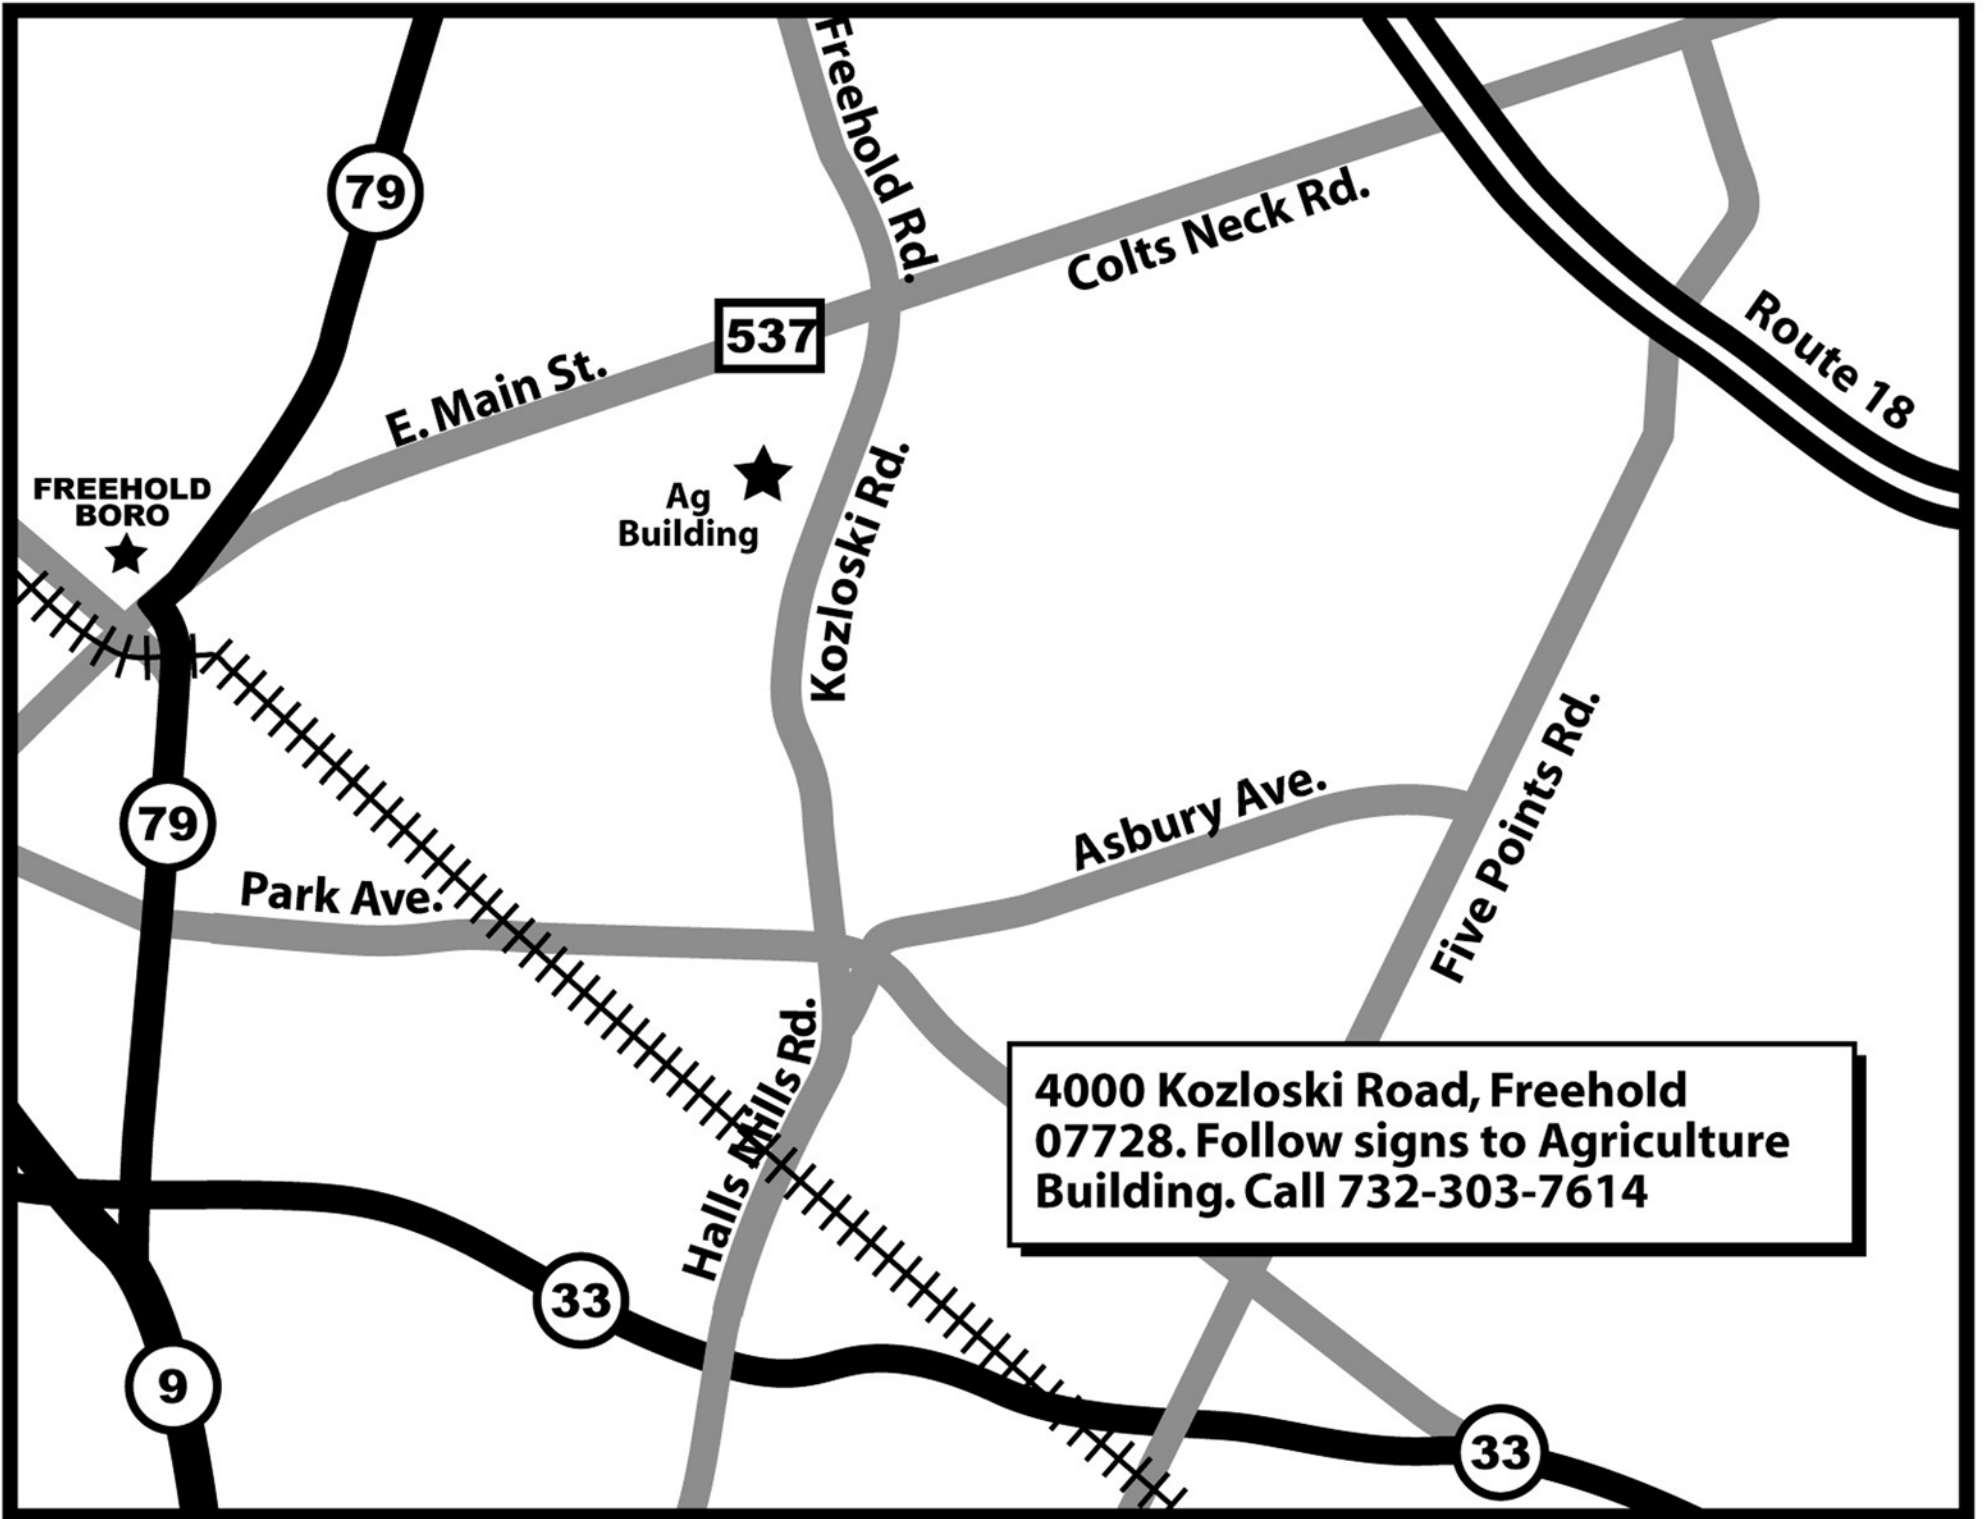 Freehold Rd.
79
Colts Neck Rd.
537
Route 18
E. Main St.
FREEHOLD
BORO
Ag
Building
Kozloski Rd.
Five Points Rd.
79
Asbury Ave.
Park Ave.
Halls Mills Rd.
4000 Kozloski Road, Freehold
07728. Follow signs to Agriculture
Building. Call 732-303-7614
33
9
33